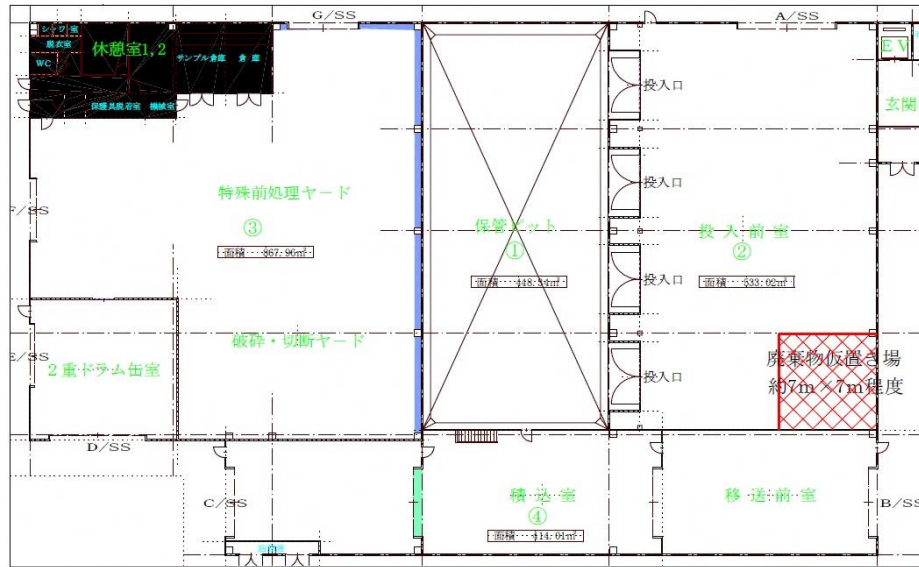 G/SS
A/SS
シャワ室
脱衣室
WC
休憩室1,2
サンプル倉庫
倉 庫
保護具脱着室
機械室
EV
玄関
投入口
投入口
投入口
投入口
特殊前処理ヤード
③
保管ピット
①
投 入 前 室
②
F/SS
E/SS
破砕・切断ヤード
2重ドラム缶室
廃棄物仮置き場
約7m×7m程度
D/SS
C/SS
積 込 室
④
移 送 前 室
B/SS